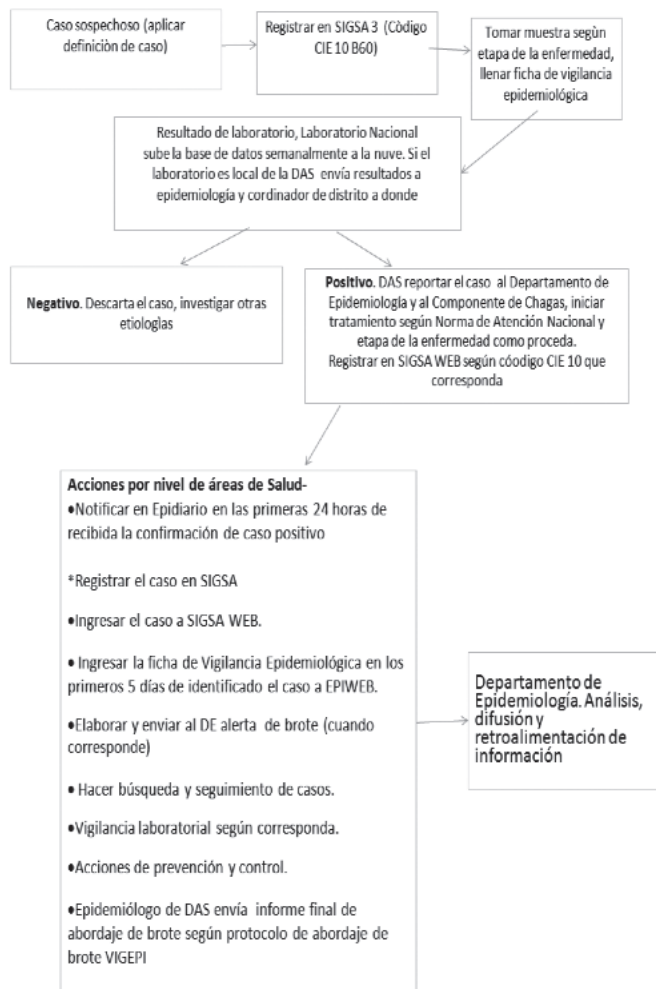 Caso sospechoso (aplicar
definiciòn de caso)
Registrar en SIGSA 3 (Còdigo
CIE 10 B60)
Tomar muestra segùn
etapa de la enfermedad,
llenar ficha de vigilancia
epidemiológica
Resultado de laboratorio, Laboratorio Nacional
sube la base de datos semanalmente a la nuve. Si el
laboratorio es local de la DAS envía resultados a
epidemiología y cordinador de distrito a donde
Negativo. Descarta el caso, investigar otras
etiologìas
Positivo. DAS reportar el caso al Departamento de
Epidemiología y al Componente de Chagas, iniciar
tratamiento según Norma de Atención Nacional y
etapa de la enfermedad como proceda.
Registrar en SIGSA WEB según cóodigo CIE 10 que
corresponda
Acciones por nivel de áreas de Salud-
•Notificar en Epidiario en las primeras 24 horas de
recibida la confirmación de caso positivo
*Registrar el caso en SIGSA
•Ingresar el caso a SIGSA WEB.
• Ingresar la ficha de Vigilancia Epidemiológica en los
primeros 5 días de identificado el caso a EPIWEB.
•Elaborar y enviar al DE alerta de brote (cuando
corresponde)
• Hacer búsqueda y seguimiento de casos.
•Vigilancia laboratorial según corresponda.
•Acciones de prevención y control.
•Epidemiólogo de DAS envía informe final de
abordaje de brote según protocolo de abordaje de
brote VIGEPI
Departamento de
Epidemiología. Análisis,
difusión y
retroalimentación de
información